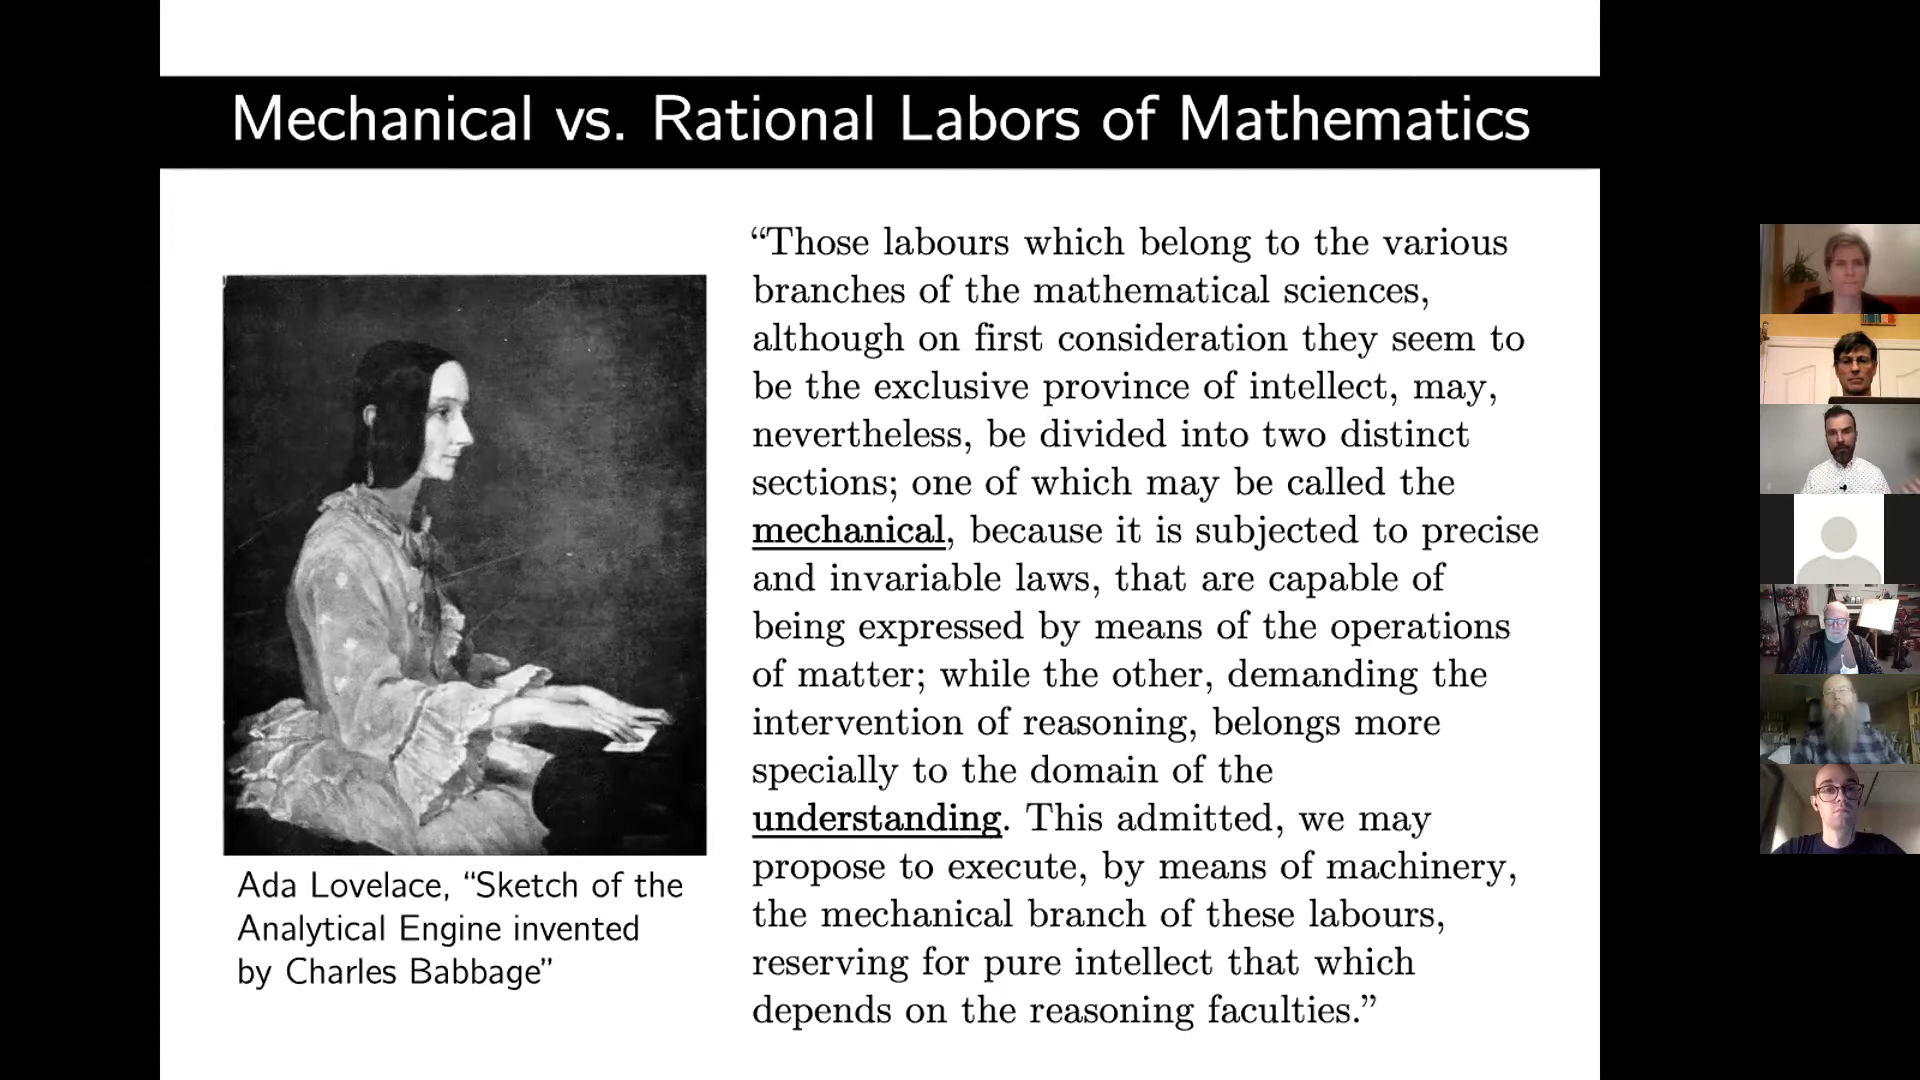 Mechanical vs. Rational Labors of Mathematics
“Those labours which belong to the various
branches of the mathematical sciences,
although on first consideration they seem to
be the exclusive province of intellect, may,
nevertheless, be divided into two distinct
sections; one of which may be called the
mechanical, because it is subjected to precise
and invariable laws, that are capable of
being expressed by means of the operations
of matter; while the other, demanding the
intervention of reasoning, belongs more
specially to the domain of the
understanding. This admitted, we may
propose to execute, by means of machinery,
the mechanical branch of these labours,
reserving for pure intellect that which
depends on the reasoning faculties.”
Ada Lovelace, “Sketch of the
Analytical Engine invented
by Charles Babbage”